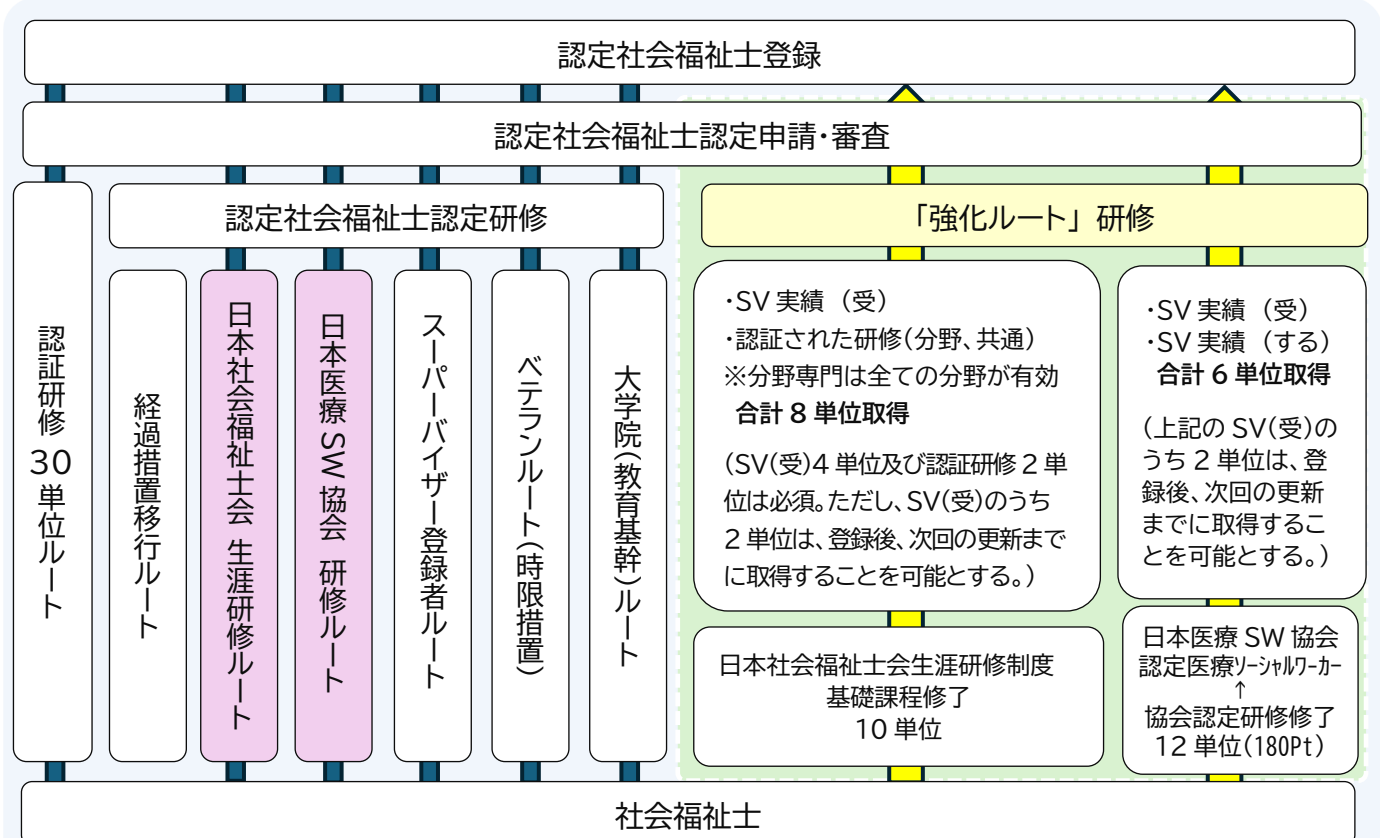 認定社会福祉士登録
認定社会福祉士認定申請・審査
認証研修30単位ルート
認定社会福祉士認定研修
経過措置移行ルート
日本社会福祉士会 生涯研修ルート
日本医療SW協会 研修ルート
スーパーバイザー登録者ルート
ベテランルート(時限措置)
大学院(教育基幹)ルート
「強化ルート」研修
・SV 実績 (受)
・認証された研修(分野、共通)
※分野専門は全ての分野が有効
合計 8 単位取得
(SV(受)4 単位及び認証研修 2 単
位は必須。ただし、SV(受)のうち
2 単位は、登録後、次回の更新まで
に取得することを可能とする。)
日本社会福祉士会生涯研修制度
基礎課程修了
10 単位
・SV 実績 (受)
・SV 実績 (する)
合計 6 単位取得
(上記の SV(受)の
うち 2 単位は、登
録後、次回の更新
までに取得するこ
とを可能とする。)
日本医療 SW 協会
認定医療ソーシャルワーカー
↑
協会認定研修修了
12 単位(180Pt)
社会福祉士